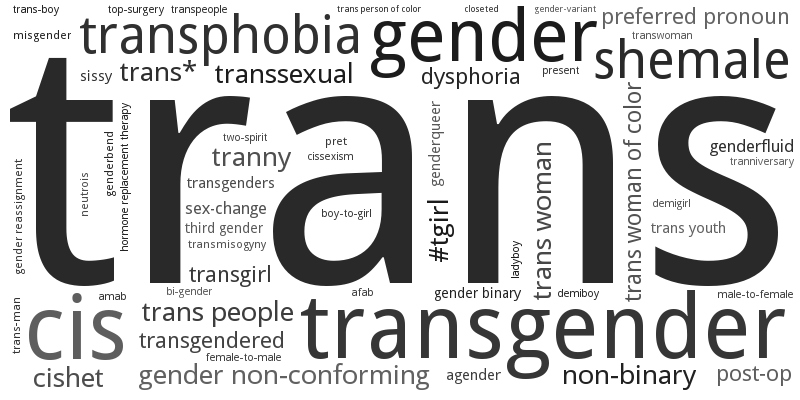 trans-boy
top-surgery
transpeople
trans person of color
closeted
gender-variant
preferred pronoun
misgender
transphobia
gender
transwoman
shemale
sissy
trans*
transsexual
dysphoria
present
trans
two-spirit
pret
tranny
cissexism
transgenders
sex-change
boy-to-girl
third gender
transmisogyny
transgirl
bi-gender
genderbend
hormone replacement therapy
neutrois
gender reassignment
genderqueer
#tgirl
ladyboy
trans woman
trans woman of color
genderfluid
tranniversary
demigirl
trans youth
cis
amab
afab
gender binary
demiboy
male-to-female
trans-man
trans people
transgender
transgendered
female-to-male
cishet
gender non-conforming
agender
non-binary
post-op